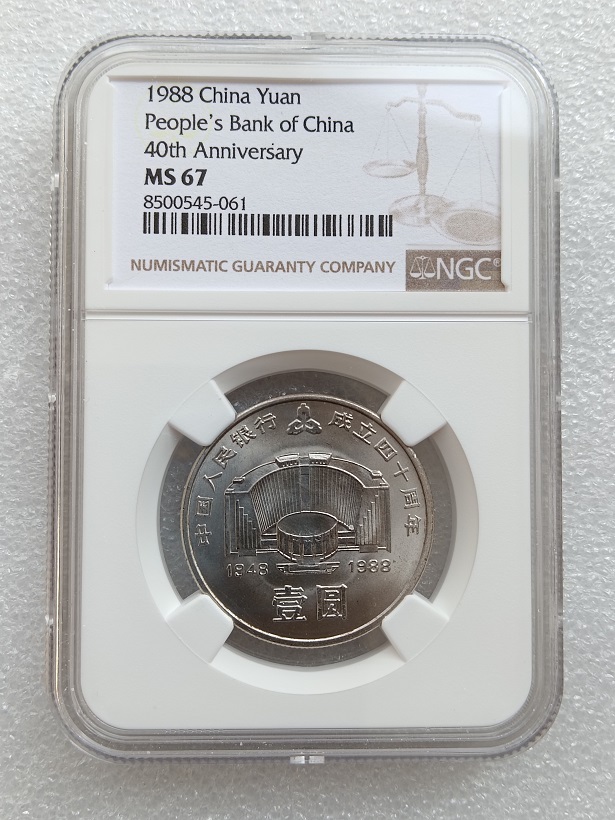 1988 China Yuan
People's Bank of China
40th Anniversary
MS 67
8500545-061
NUMISMATIC GUARANTY COMPANY
NGC®
中国人民银行 成立四十周年
1948 1988
壹圆